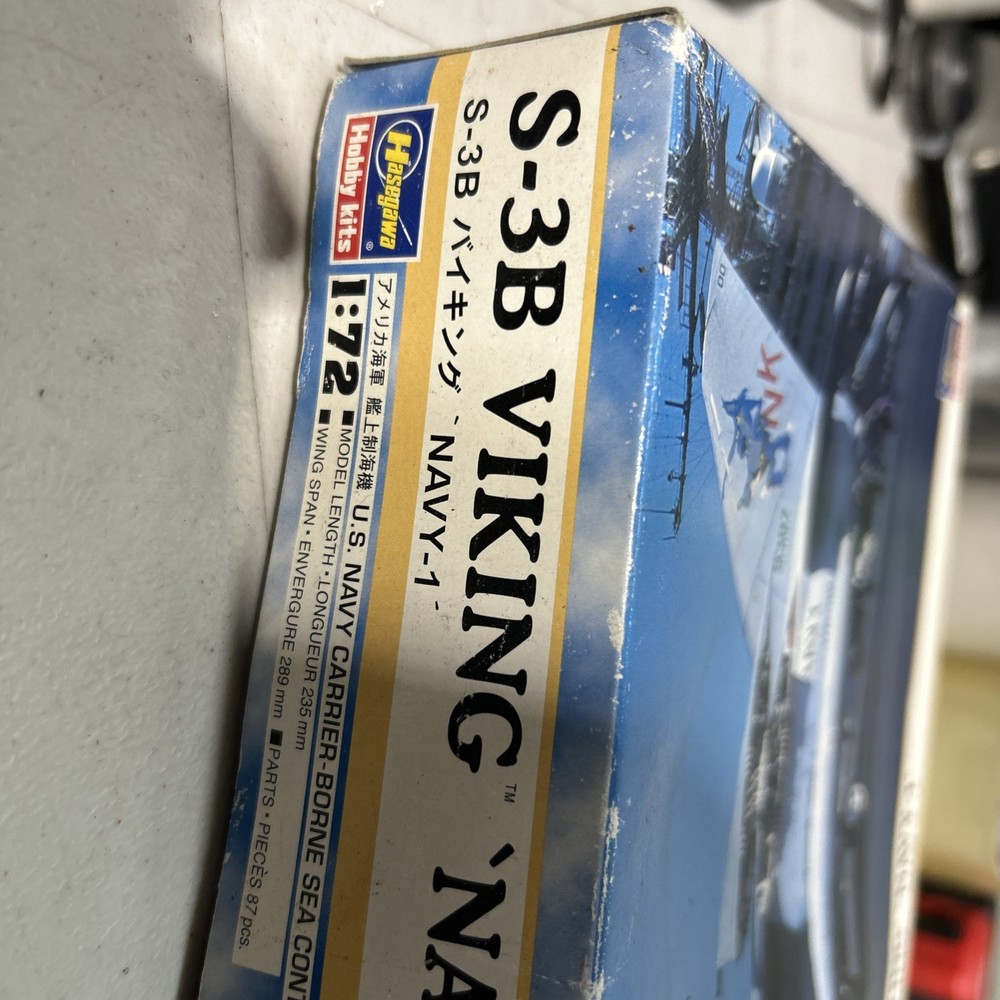 Hasegawa®
Hobby kits
S-3B VIKING™ 'NA
S-3B バイキング 'NAVY-1'
アメリカ海軍 艦上制海機 U.S. NAVY CARRIER-BORNE SEA CONT
1:72
■MODEL LENGTH・LONGUEUR 235 mm
■WING SPAN・ENVERGURE 289 mm ■PARTS・PIECES 87 pcs.